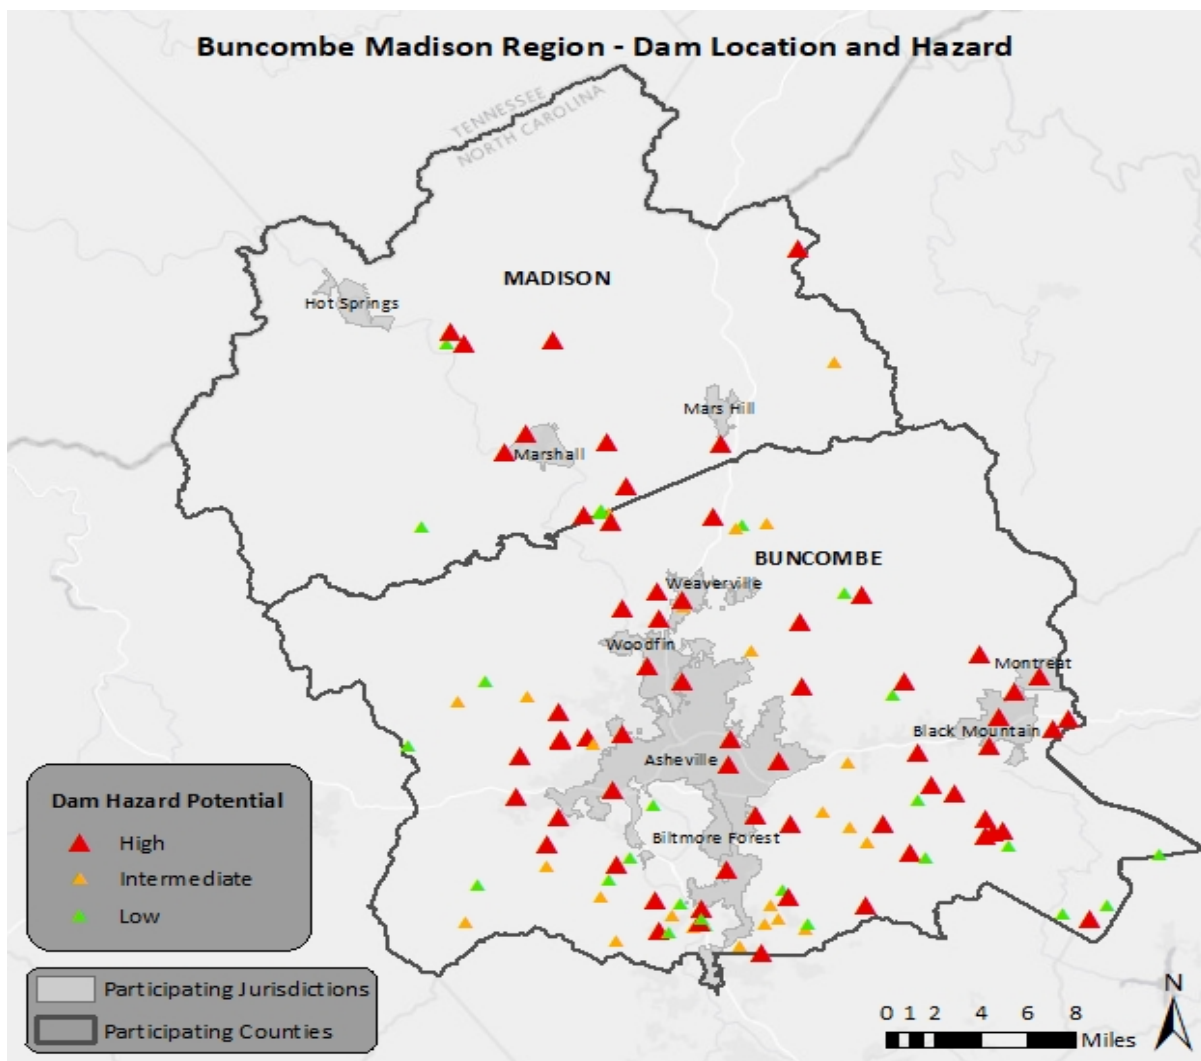 Buncombe Madison Region - Dam Location and Hazard
TENNESSEE
NORTH CAROLINA
MADISON
Hot Springs
Mars Hill
Marshall
BUNCOMBE
Weaverville
Woodfin
Montreat
Black Mountain
Asheville
Biltmore Forest
Dam Hazard Potential
High
Intermediate
Low
Participating Jurisdictions
Participating Counties
N
0 1 2 4 6 8
Miles